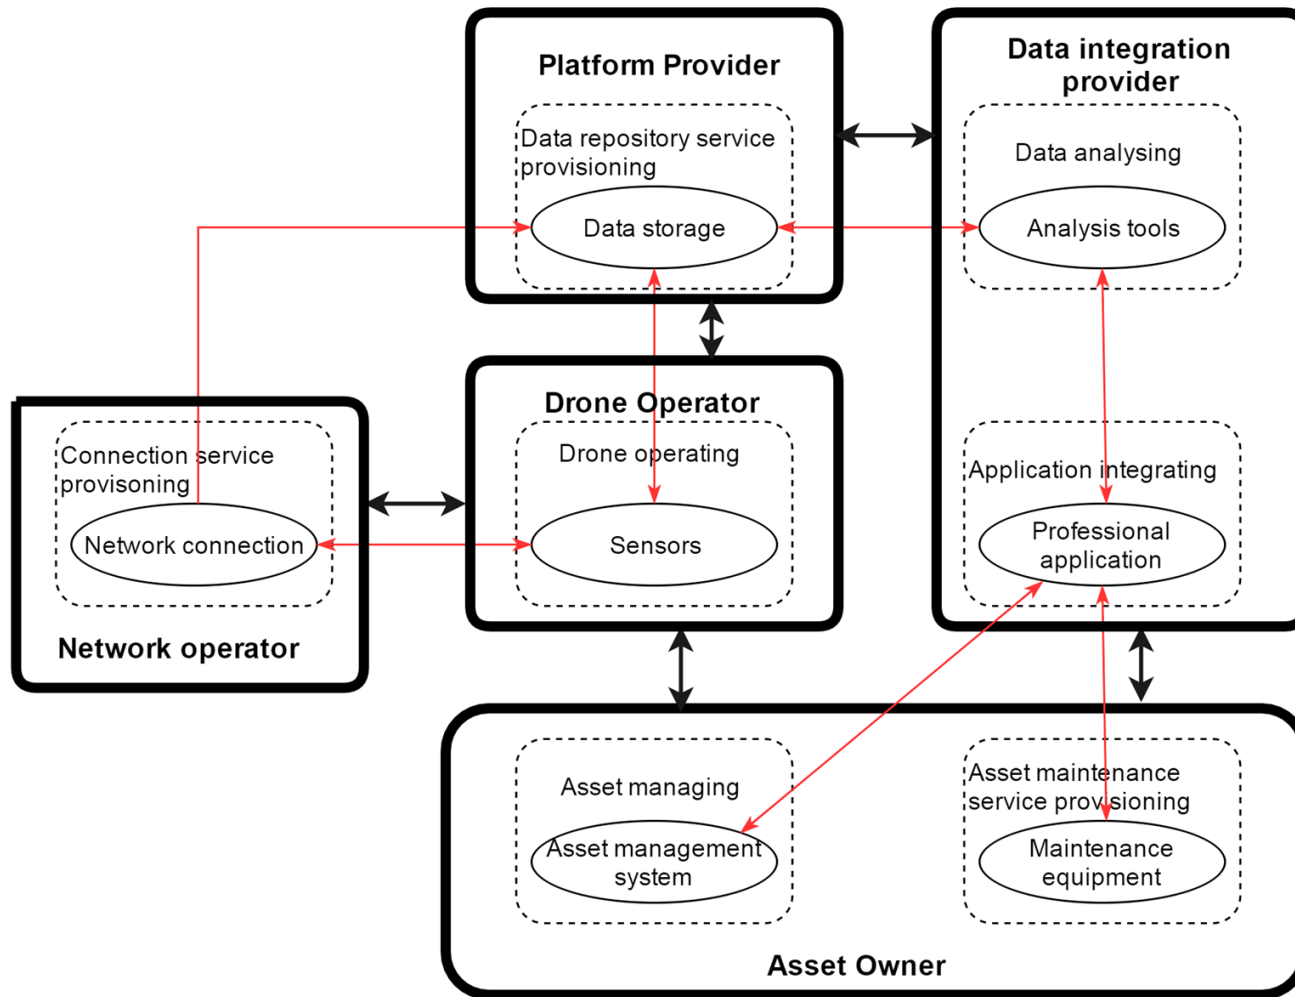 Platform Provider
Data repository service
provisioning
Data storage
Data integration
provider
Data analysing
Analysis tools
Drone Operator
Drone operating
Sensors
Connection service
provisoning
Network connection
Network operator
Application integrating
Professional
application
Asset managing
Asset management
system
Asset maintenance
service provisioning
Maintenance
equipment
Asset Owner